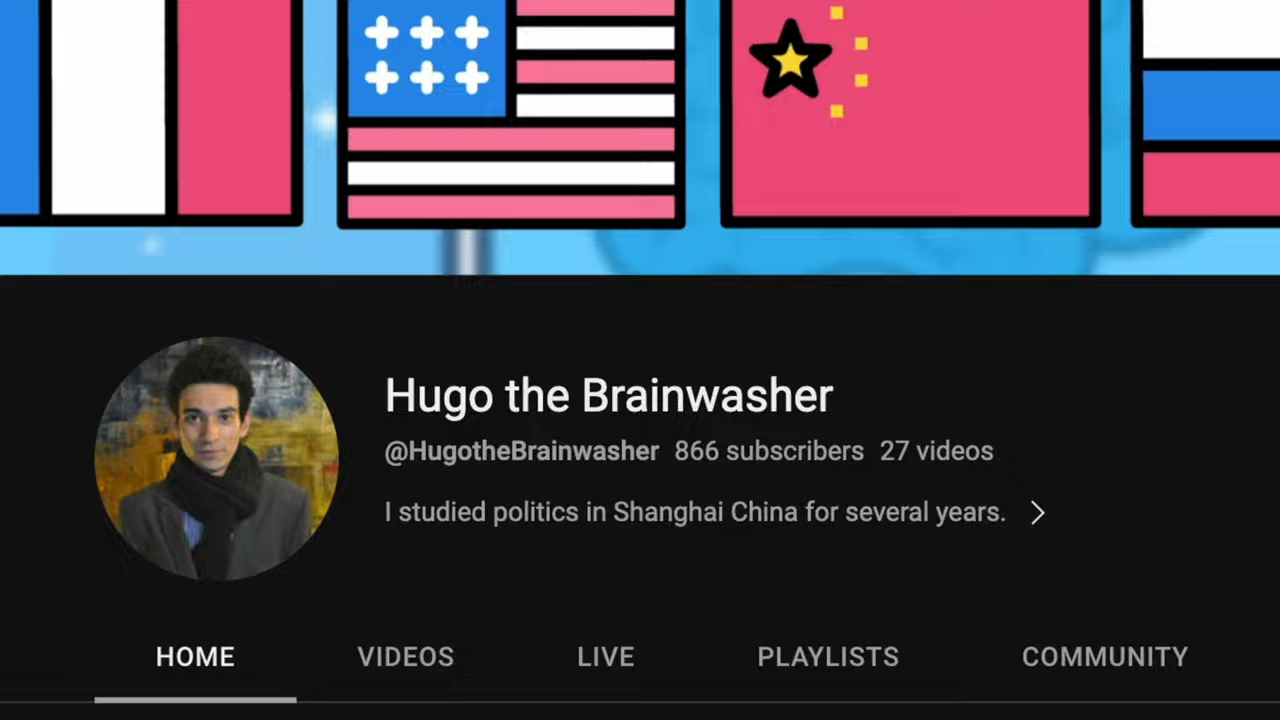 Hugo the Brainwasher
@HugotheBrainwasher 866 subscribers 27 videos
I studied politics in Shanghai China for several years.
HOME VIDEOS LIVE PLAYLISTS COMMUNITY